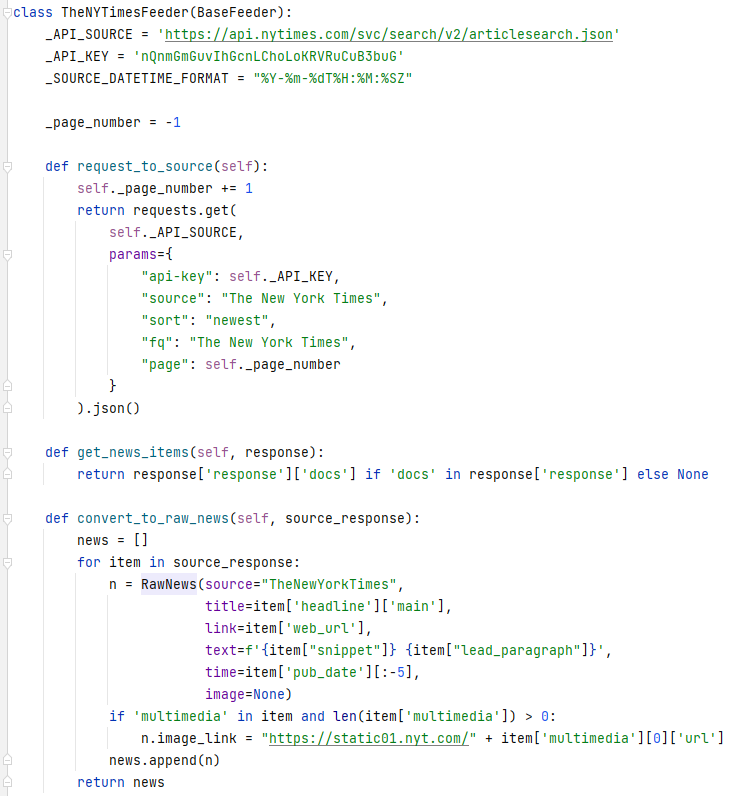 class TheNYTimesFeeder(BaseFeeder):
    _API_SOURCE = 'https://api.nytimes.com/svc/search/v2/articlesearch.json'
    _API_KEY = 'nQnmGmGuvIhGcnLChoLoKRVRuCuB3buG'
    _SOURCE_DATETIME_FORMAT = "%Y-%m-%dT%H:%M:%SZ"

    _page_number = -1

    def request_to_source(self):
        self._page_number += 1
        return requests.get(
            self._API_SOURCE,
            params={
                "api-key": self._API_KEY,
                "source": "The New York Times",
                "sort": "newest",
                "fq": "The New York Times",
                "page": self._page_number
            }
        ).json()

    def get_news_items(self, response):
        return response['response']['docs'] if 'docs' in response['response'] else None

    def convert_to_raw_news(self, source_response):
        news = []
        for item in source_response:
            n = RawNews(source="TheNewYorkTimes",
                        title=item['headline']['main'],
                        link=item['web_url'],
                        text=f'{item["snippet"]} {item["lead_paragraph"]}',
                        time=item['pub_date'][:-5],
                        image=None)
            if 'multimedia' in item and len(item['multimedia']) > 0:
                n.image_link = "https://static01.nyt.com/" + item['multimedia'][0]['url']
            news.append(n)
        return news